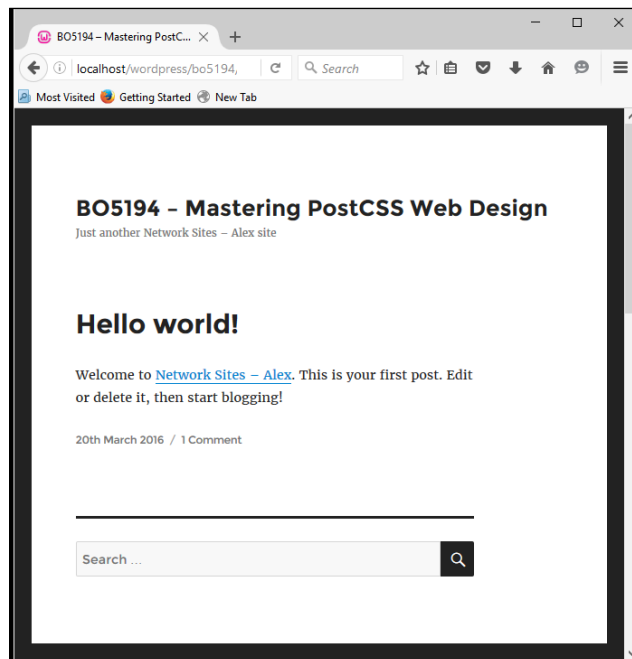 BO5194 – Mastering PostC...
localhost/wordpress/bo5194,
Search
Most Visited Getting Started New Tab
BO5194 – Mastering PostCSS Web Design
Just another Network Sites – Alex site
Hello world!
Welcome to Network Sites – Alex. This is your first post. Edit
or delete it, then start blogging!
20th March 2016 / 1 Comment
Search ...